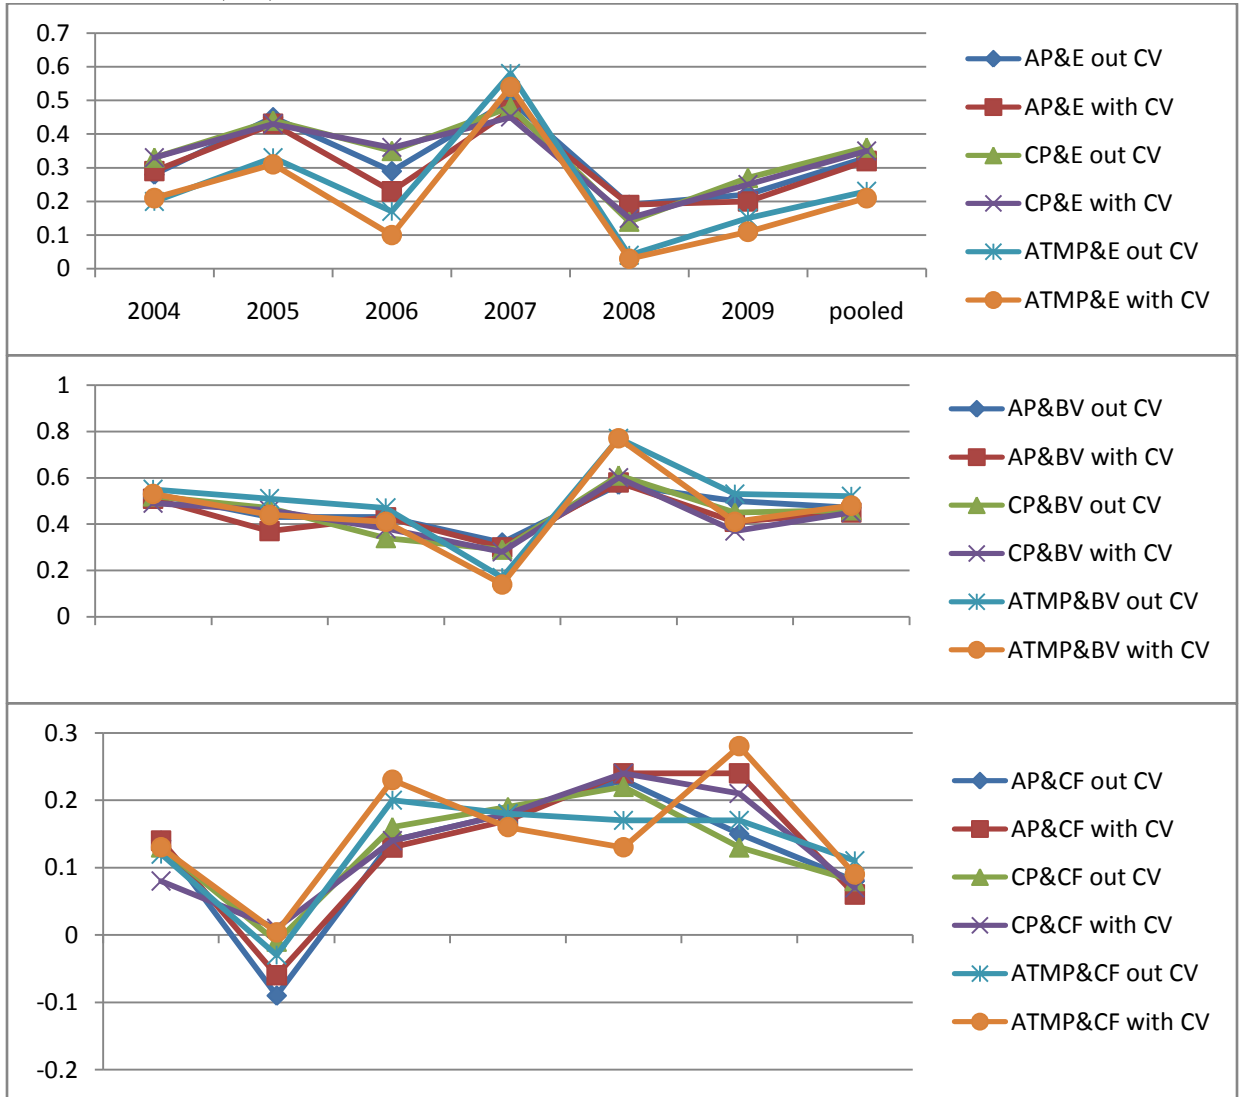 0.7
0.6
0.5
0.4
0.3
0.2
0.1
0
2004 2005 2006 2007 2008 2009 pooled
AP&E out CV
AP&E with CV
CP&E out CV
CP&E with CV
ATMP&E out CV
ATMP&E with CV
1
0.8
0.6
0.4
0.2
0
AP&BV out CV
AP&BV with CV
CP&BV out CV
CP&BV with CV
ATMP&BV out CV
ATMP&BV with CV
0.3
0.2
0.1
0
-0.1
-0.2
AP&CF out CV
AP&CF with CV
CP&CF out CV
CP&CF with CV
ATMP&CF out CV
ATMP&CF with CV